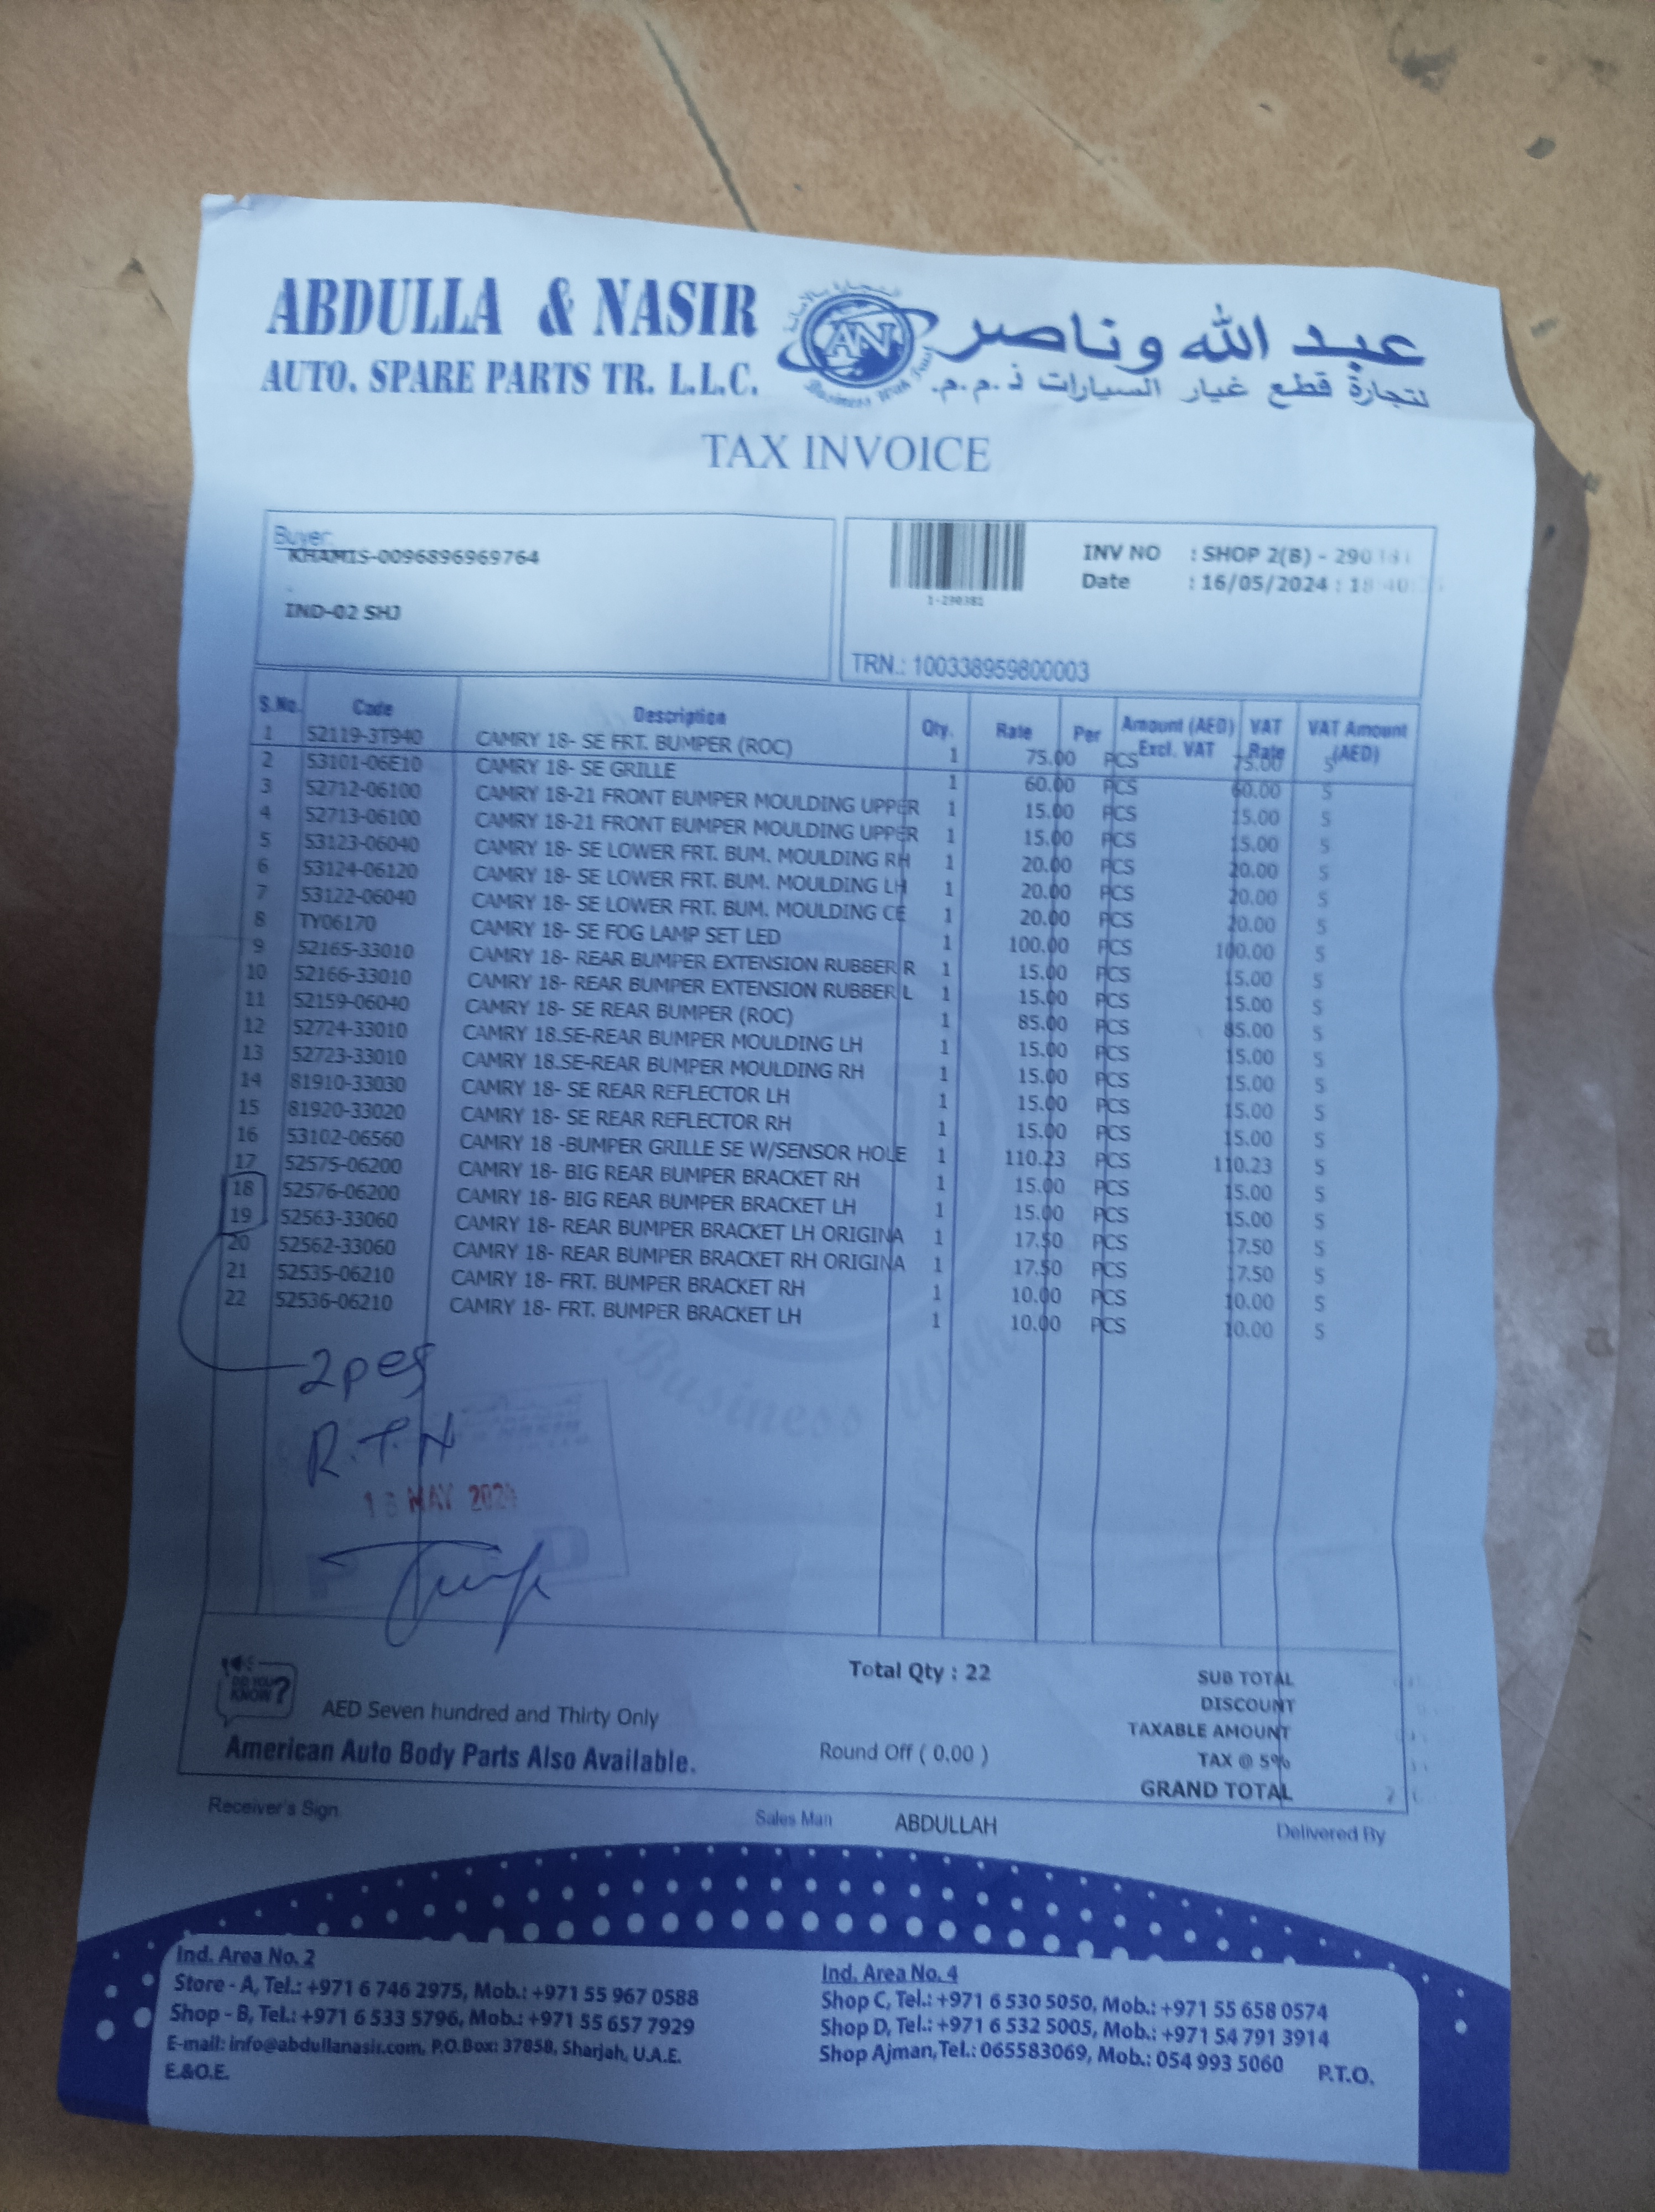 ABDULLA & NASIR
AUTO. SPARE PARTS TR. L.L.C.
AN
Business With Trust
عبد الله وناصر
لتجارة قطع غيار السيارات ذ.م.م.
TAX INVOICE
Buyer:
KHAMIS-0096896969764
.
IND-02 SHJ
1-290381
INV NO : SHOP 2(B) - 290381
Date : 16/05/2024 : 18:40
TRN.: 100338959800003
S.No. Code Description Qty. Rate Per Amount (AED) Excl. VAT VAT Rate VAT Amount (AED)
1 52119-3T940 CAMRY 18- SE FRT. BUMPER (ROC) 1 75.00 PCS 75.00 5
2 53101-06E10 CAMRY 18- SE GRILLE 1 60.00 PCS 60.00 5
3 52712-06100 CAMRY 18-21 FRONT BUMPER MOULDING UPPER 1 15.00 PCS 15.00 5
4 52713-06100 CAMRY 18-21 FRONT BUMPER MOULDING UPPER 1 15.00 PCS 15.00 5
5 53123-06040 CAMRY 18- SE LOWER FRT. BUM. MOULDING RH 1 20.00 PCS 20.00 5
6 53124-06120 CAMRY 18- SE LOWER FRT. BUM. MOULDING LH 1 20.00 PCS 20.00 5
7 53122-06040 CAMRY 18- SE LOWER FRT. BUM. MOULDING CE 1 20.00 PCS 20.00 5
8 TY06170 CAMRY 18- SE FOG LAMP SET LED 1 100.00 PCS 100.00 5
9 52165-33010 CAMRY 18- REAR BUMPER EXTENSION RUBBER R 1 15.00 PCS 15.00 5
10 52166-33010 CAMRY 18- REAR BUMPER EXTENSION RUBBER L 1 15.00 PCS 15.00 5
11 52159-06040 CAMRY 18- SE REAR BUMPER (ROC) 1 85.00 PCS 85.00 5
12 52724-33010 CAMRY 18.SE-REAR BUMPER MOULDING LH 1 15.00 PCS 15.00 5
13 52723-33010 CAMRY 18.SE-REAR BUMPER MOULDING RH 1 15.00 PCS 15.00 5
14 81910-33030 CAMRY 18- SE REAR REFLECTOR LH 1 15.00 PCS 15.00 5
15 81920-33020 CAMRY 18- SE REAR REFLECTOR RH 1 15.00 PCS 15.00 5
16 53102-06560 CAMRY 18 -BUMPER GRILLE SE W/SENSOR HOLE 1 110.23 PCS 110.23 5
17 52575-06200 CAMRY 18- BIG REAR BUMPER BRACKET RH 1 15.00 PCS 15.00 5
18 52576-06200 CAMRY 18- BIG REAR BUMPER BRACKET LH 1 15.00 PCS 15.00 5
19 52563-33060 CAMRY 18- REAR BUMPER BRACKET LH ORIGINA 1 17.50 PCS 17.50 5
20 52562-33060 CAMRY 18- REAR BUMPER BRACKET RH ORIGINA 1 17.50 PCS 17.50 5
21 52535-06210 CAMRY 18- FRT. BUMPER BRACKET RH 1 10.00 PCS 10.00 5
22 52536-06210 CAMRY 18- FRT. BUMPER BRACKET LH 1 10.00 PCS 10.00 5
2pes
R.T.N
16 MAY 2024
Business With
DID YOU KNOW?
Total Qty : 22
SUB TOTAL
DISCOUNT
AED Seven hundred and Thirty Only
TAXABLE AMOUNT
American Auto Body Parts Also Available.
Round Off ( 0.00 )
TAX @ 5%
GRAND TOTAL
Receiver's Sign
Sales Man ABDULLAH
Delivered By
Ind. Area No. 2
Store - A, Tel.: +971 6 746 2975, Mob.: +971 55 967 0588
Shop - B, Tel.: +971 6 533 5796, Mob.: +971 55 657 7929
E-mail: info@abdullanasir.com, P.O.Box: 37858, Sharjah, U.A.E.
E.&O.E.
Ind. Area No. 4
Shop C, Tel.: +971 6 530 5050, Mob.: +971 55 658 0574
Shop D, Tel.: +971 6 532 5005, Mob.: +971 54 791 3914
Shop Ajman, Tel.: 065583069, Mob.: 054 993 5060
P.T.O.